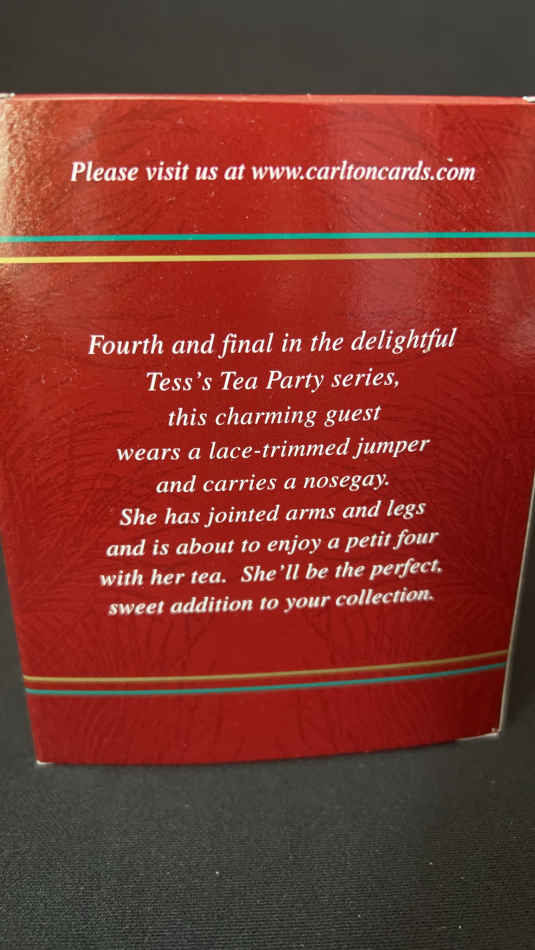 Please visit us at www.carltoncards.com
Fourth and final in the delightful
Tess's Tea Party series,
this charming guest
wears a lace-trimmed jumper
and carries a nosegay.
She has jointed arms and legs
and is about to enjoy a petit four
with her tea.  She'll be the perfect,
sweet addition to your collection.